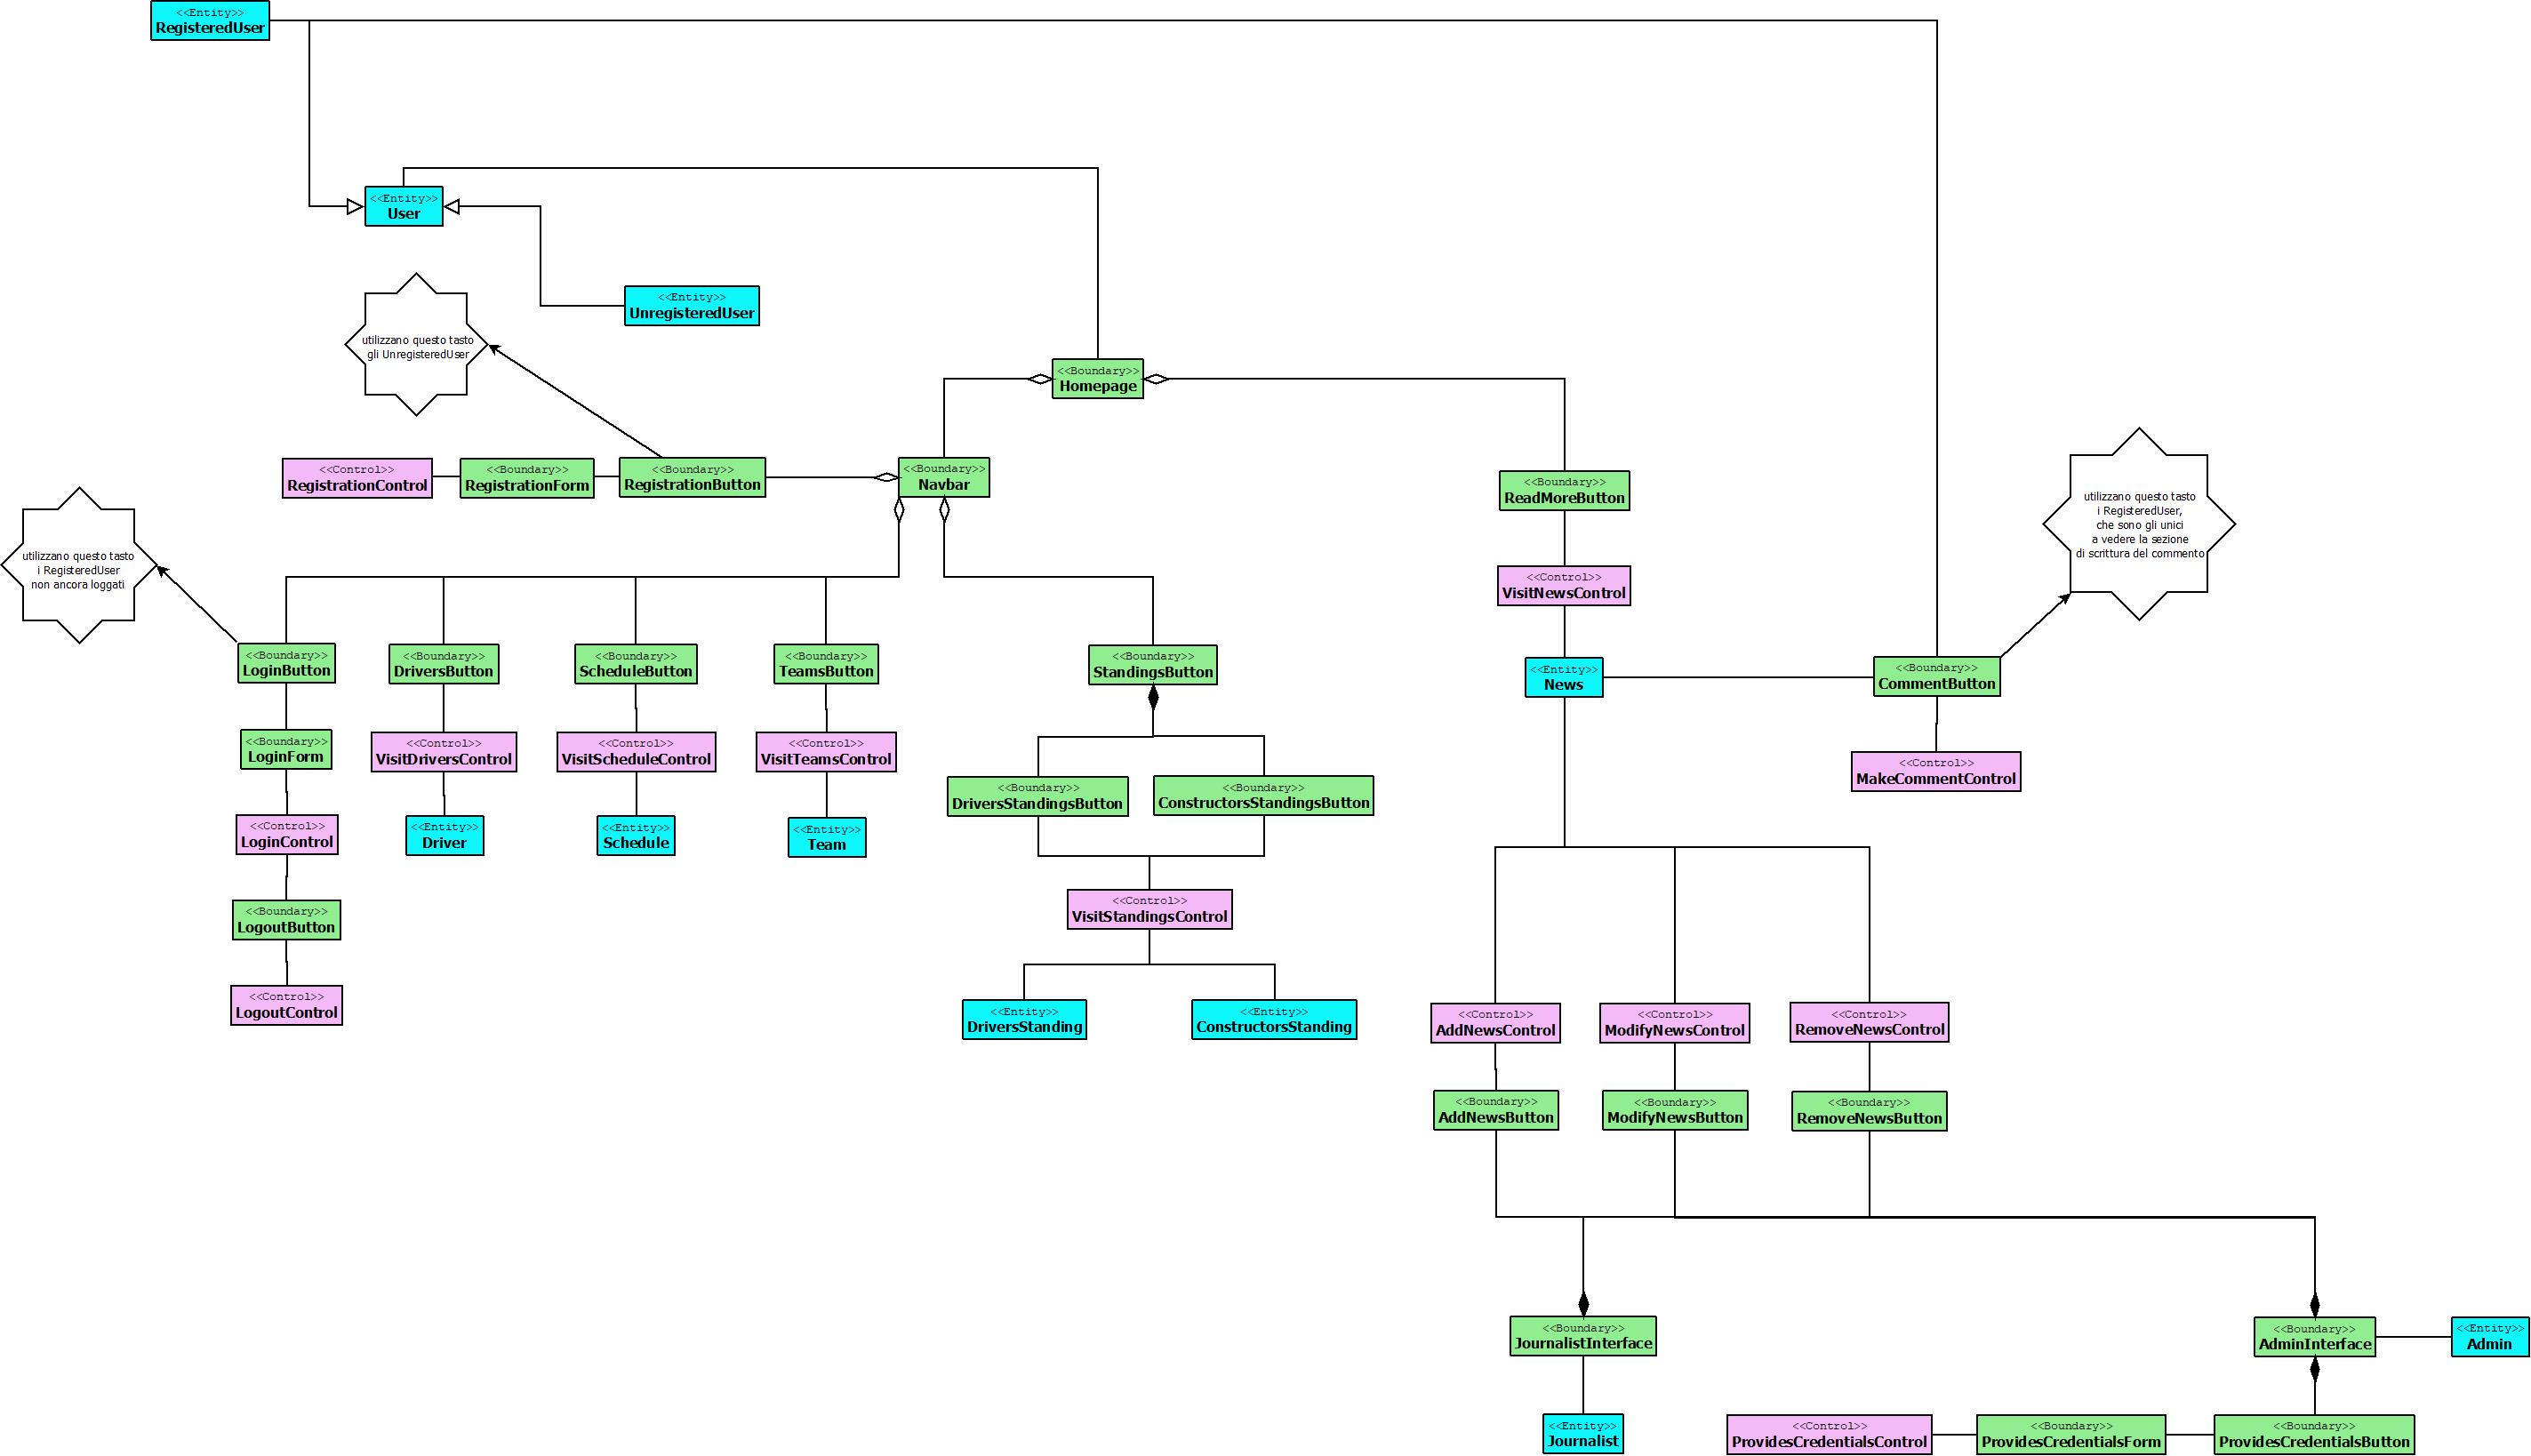 <<Entity>>
RegisteredUser
<<Entity>>
User
<<Entity>>
UnregisteredUser
utilizzano questo tasto
gli UnregisteredUser
<<Boundary>>
Homepage
<<Control>>
RegistrationControl
<<Boundary>>
RegistrationForm
<<Boundary>>
RegistrationButton
<<Boundary>>
Navbar
<<Boundary>>
ReadMoreButton
utilizzano questo tasto
i RegisteredUser,
che sono gli unici
a vedere la sezione
di scrittura del commento
utilizzano questo tasto
i RegisteredUser
non ancora loggati
<<Control>>
VisitNewsControl
<<Boundary>>
LoginButton
<<Boundary>>
DriversButton
<<Boundary>>
ScheduleButton
<<Boundary>>
TeamsButton
<<Boundary>>
StandingsButton
<<Entity>>
News
<<Boundary>>
CommentButton
<<Boundary>>
LoginForm
<<Control>>
VisitDriversControl
<<Control>>
VisitScheduleControl
<<Control>>
VisitTeamsControl
<<Boundary>>
DriversStandingsButton
<<Boundary>>
ConstructorsStandingsButton
<<Control>>
MakeCommentControl
<<Control>>
LoginControl
<<Entity>>
Driver
<<Entity>>
Schedule
<<Entity>>
Team
<<Boundary>>
LogoutButton
<<Control>>
VisitStandingsControl
<<Control>>
LogoutControl
<<Entity>>
DriversStanding
<<Entity>>
ConstructorsStanding
<<Control>>
AddNewsControl
<<Control>>
ModifyNewsControl
<<Control>>
RemoveNewsControl
<<Boundary>>
AddNewsButton
<<Boundary>>
ModifyNewsButton
<<Boundary>>
RemoveNewsButton
<<Boundary>>
JournalistInterface
<<Boundary>>
AdminInterface
<<Entity>>
Admin
<<Entity>>
Journalist
<<Control>>
ProvidesCredentialsControl
<<Boundary>>
ProvidesCredentialsForm
<<Boundary>>
ProvidesCredentialsButton